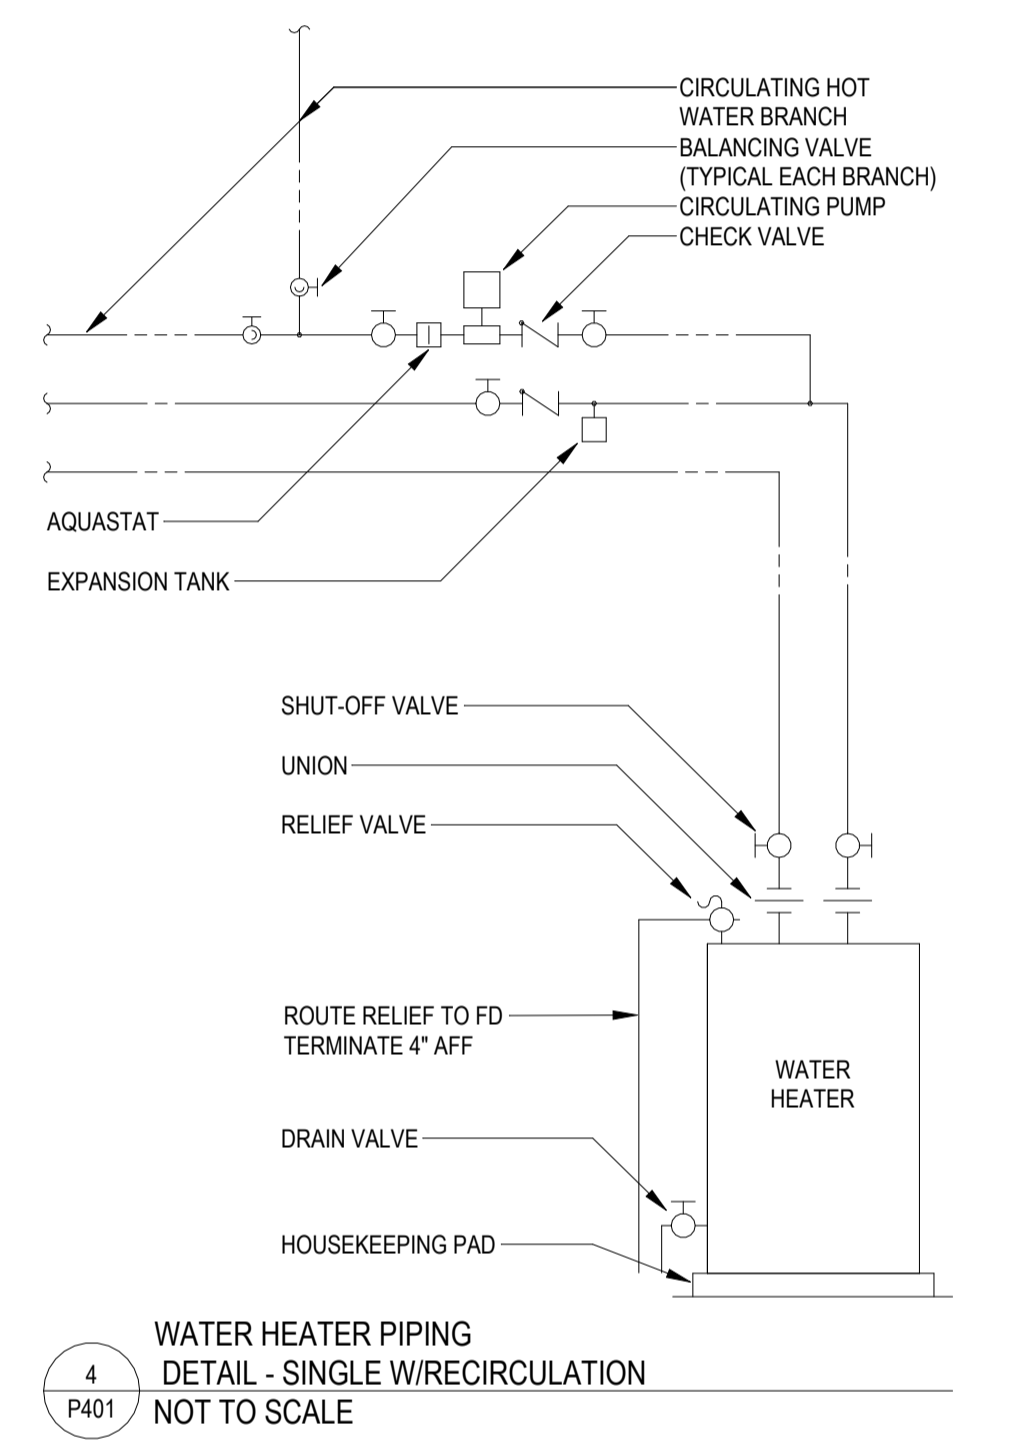 CIRCULATING HOT
WATER BRANCH
BALANCING VALVE
(TYPICAL EACH BRANCH)
CIRCULATING PUMP
CHECK VALVE
AQUASTAT
EXPANSION TANK
SHUT-OFF VALVE
UNION
RELIEF VALVE
ROUTE RELIEF TO FD
TERMINATE 4" AFF
WATER
HEATER
DRAIN VALVE
HOUSEKEEPING PAD
WATER HEATER PIPING
DETAIL - SINGLE W/RECIRCULATION
NOT TO SCALE
4
P401